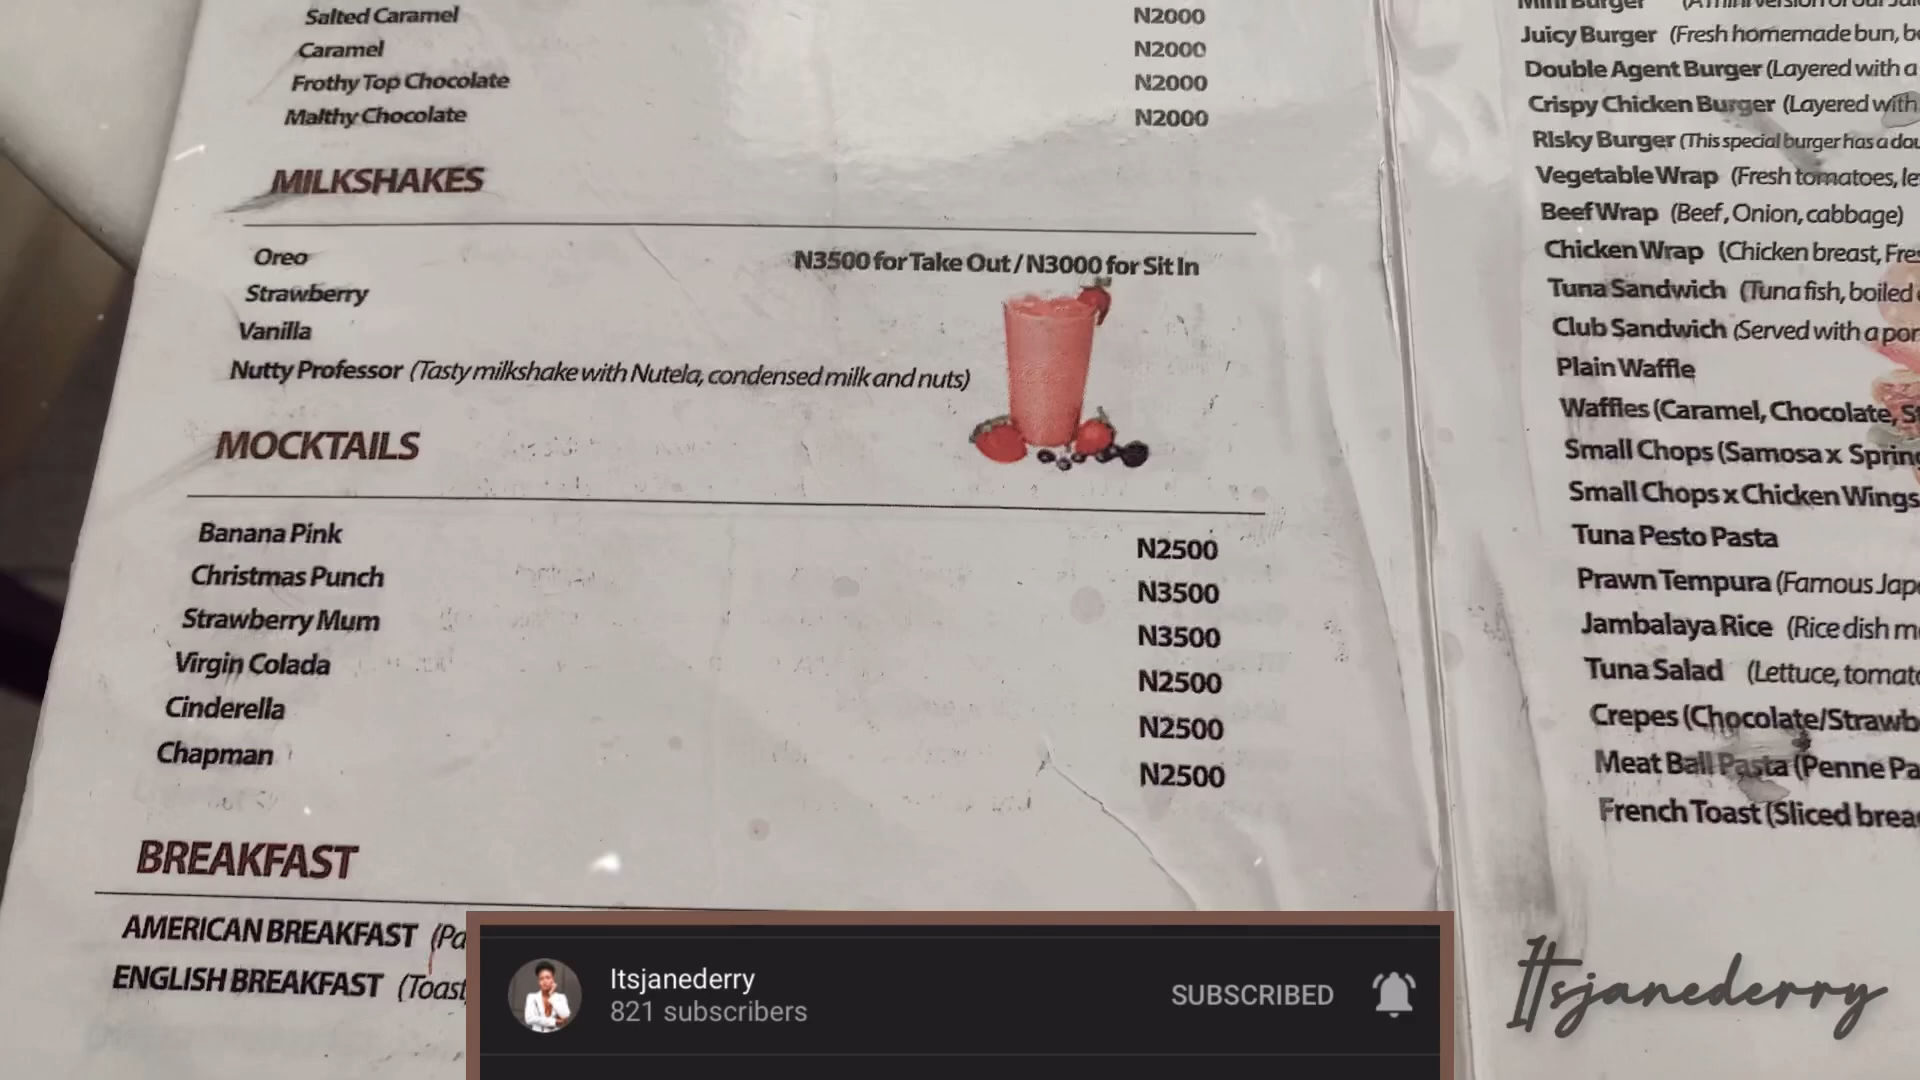 Salted Caramel N2000
Caramel N2000
Frothy Top Chocolate N2000
Malthy Chocolate N2000
MILKSHAKES
Oreo N3500 for Take Out / N3000 for Sit In
Strawberry
Vanilla
Nutty Professor (Tasty milkshake with Nutela, condensed milk and nuts)
MOCKTAILS
Banana Pink N2500
Christmas Punch N3500
Strawberry Mum N3500
Virgin Colada N2500
Cinderella N2500
Chapman N2500
BREAKFAST
AMERICAN BREAKFAST
ENGLISH BREAKFAST (Toast
Mini Burger (A mini version of our
Juicy Burger (Fresh homemade bun,
Double Agent Burger (Layered with a
Crispy Chicken Burger (Layered with
RIsky Burger (This special burger has a
Vegetable Wrap (Fresh tomatoes,
Beef Wrap (Beef, Onion, cabbage)
Chicken Wrap (Chicken breast,
Tuna Sandwich (Tuna fish, boiled
Club Sandwich (Served with a
Plain Waffle
Waffles (Caramel, Chocolate,
Small Chops (Samosa x
Small Chops x Chicken Wings
Tuna Pesto Pasta
Prawn Tempura (Famous
Jambalaya Rice (Rice dish
Tuna Salad (Lettuce,
Crepes (Chocolate/
Meat Ball Pasta (Penne
French Toast (Sliced
Itsjanederry
821 subscribers
SUBSCRIBED
Itsjanederry